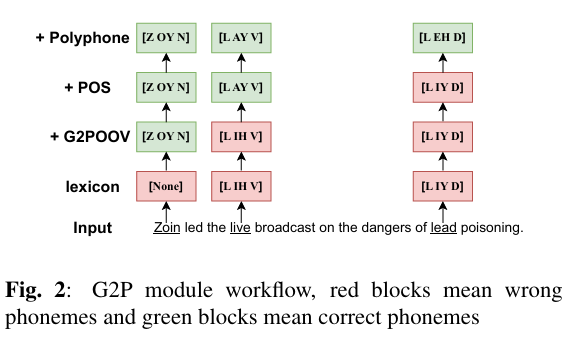 + Polyphone [Z OY N] [L AY V] [L EH D]
+ POS [Z OY N] [L AY V] [L IY D]
+ G2POOV [Z OY N] [L IH V] [L IY D]
lexicon [None] [L IH V] [L IY D]
Input Zoin led the live broadcast on the dangers of lead poisoning.
Fig. 2: G2P module workflow, red blocks mean wrong
phonemes and green blocks mean correct phonemes